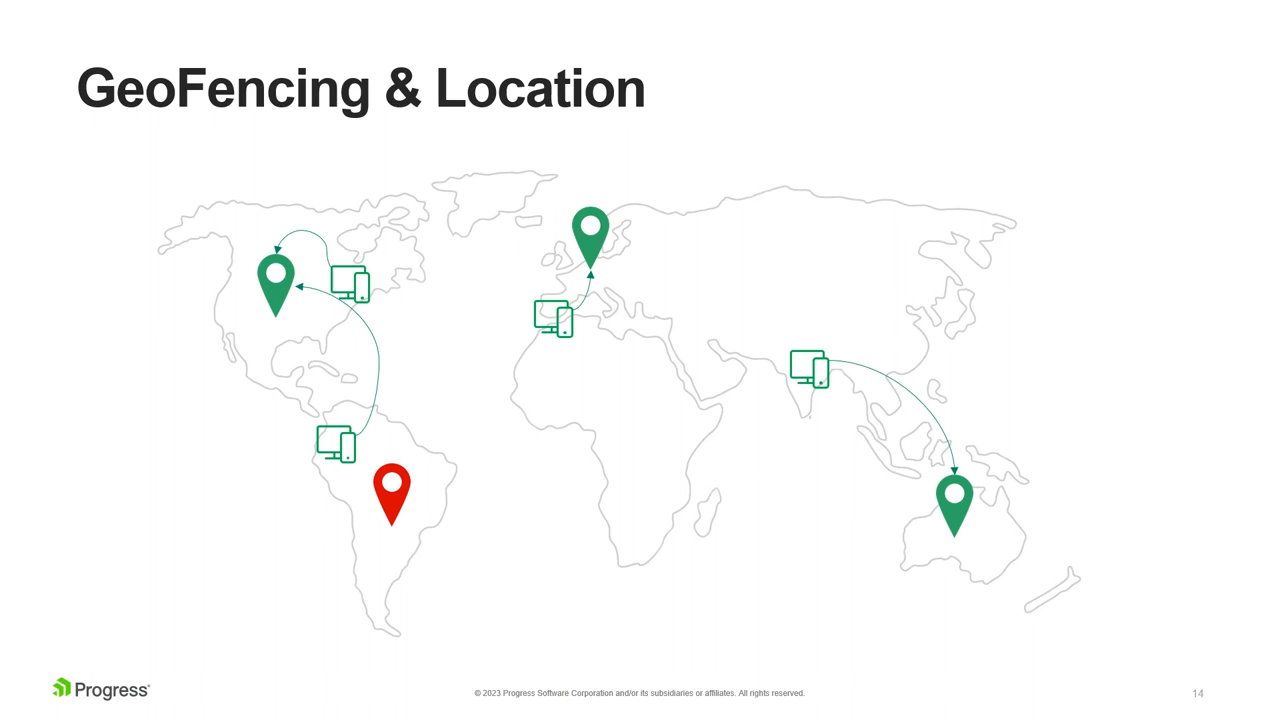 GeoFencing & Location
Progress®
© 2023 Progress Software Corporation and/or its subsidiaries or affiliates. All rights reserved.
14